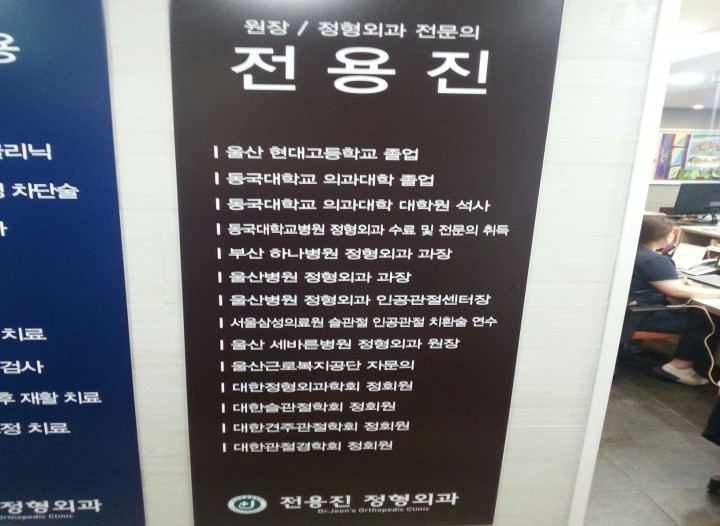 원장 / 정형외과 전문의
전용진
울산 현대고등학교 졸업
동국대학교 의과대학 졸업
동국대학교 의과대학 대학원 석사
동국대학교병원 정형외과 수료 및 전문의 취득
부산 하나병원 정형외과 과장
울산병원 정형외과 과장
울산병원 정형외과 인공관절센터장
서울삼성의료원 슬관절 인공관절 치환술 연수
울산 세바른병원 정형외과 원장
울산근로복지공단 자문의
대한정형외과학회 정회원
대한슬관절학회 정회원
대한견주관절학회 정회원
대한관절경학회 정회원
전용진 정형외과
Dr.Jeon's Orthopedic Clinic
용
리닉
차단술
치료
검사
후 재활 치료
치료
정형외과
Orthopedic Clinic